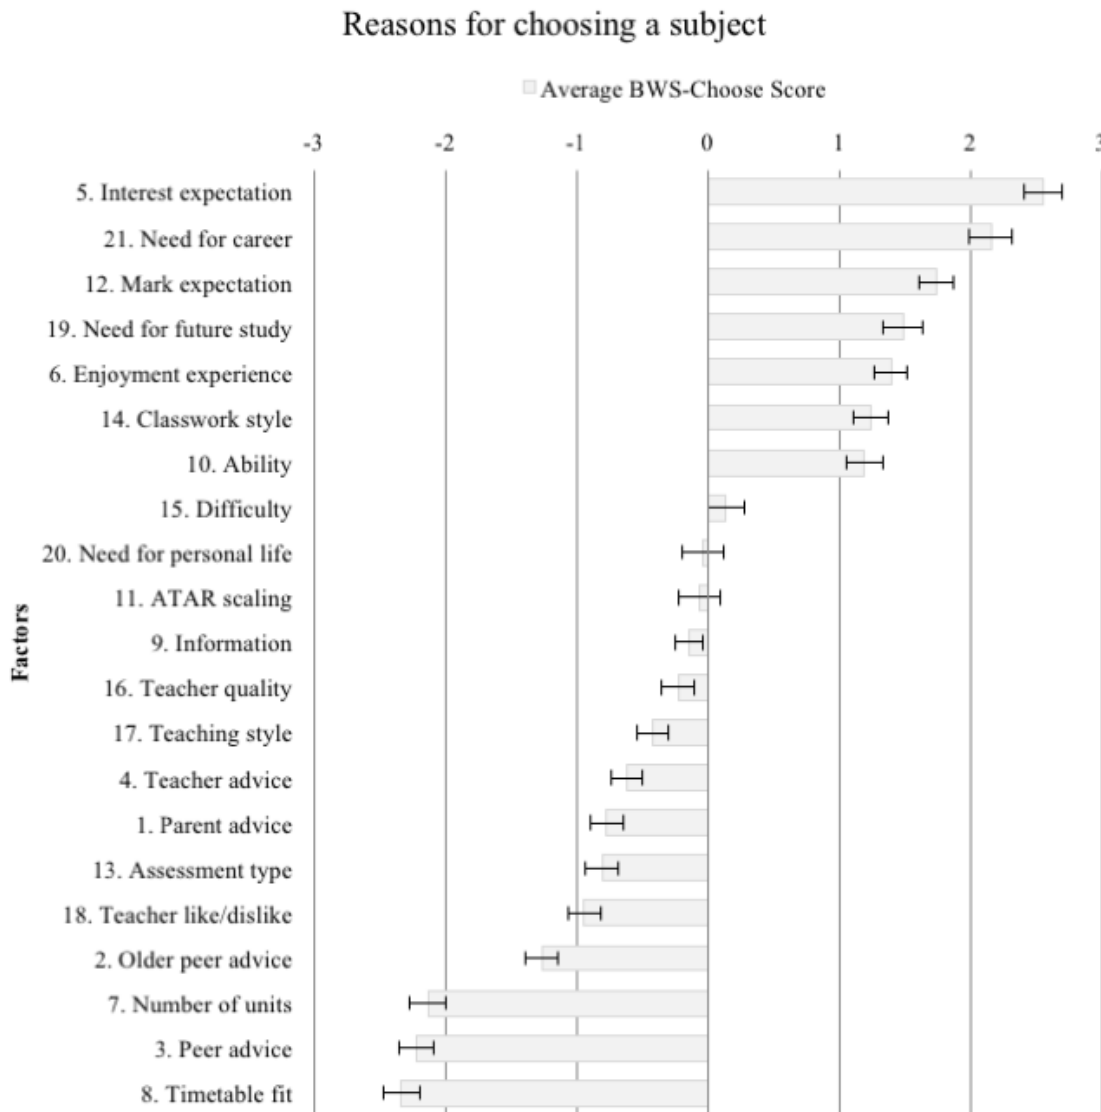 Reasons for choosing a subject
Average BWS-Choose Score
-3 -2 -1 0 1 2 3
5. Interest expectation
21. Need for career
12. Mark expectation
19. Need for future study
6. Enjoyment experience
14. Classwork style
10. Ability
15. Difficulty
20. Need for personal life
11. ATAR scaling
9. Information
16. Teacher quality
17. Teaching style
4. Teacher advice
1. Parent advice
13. Assessment type
18. Teacher like/dislike
2. Older peer advice
7. Number of units
3. Peer advice
8. Timetable fit
Factors